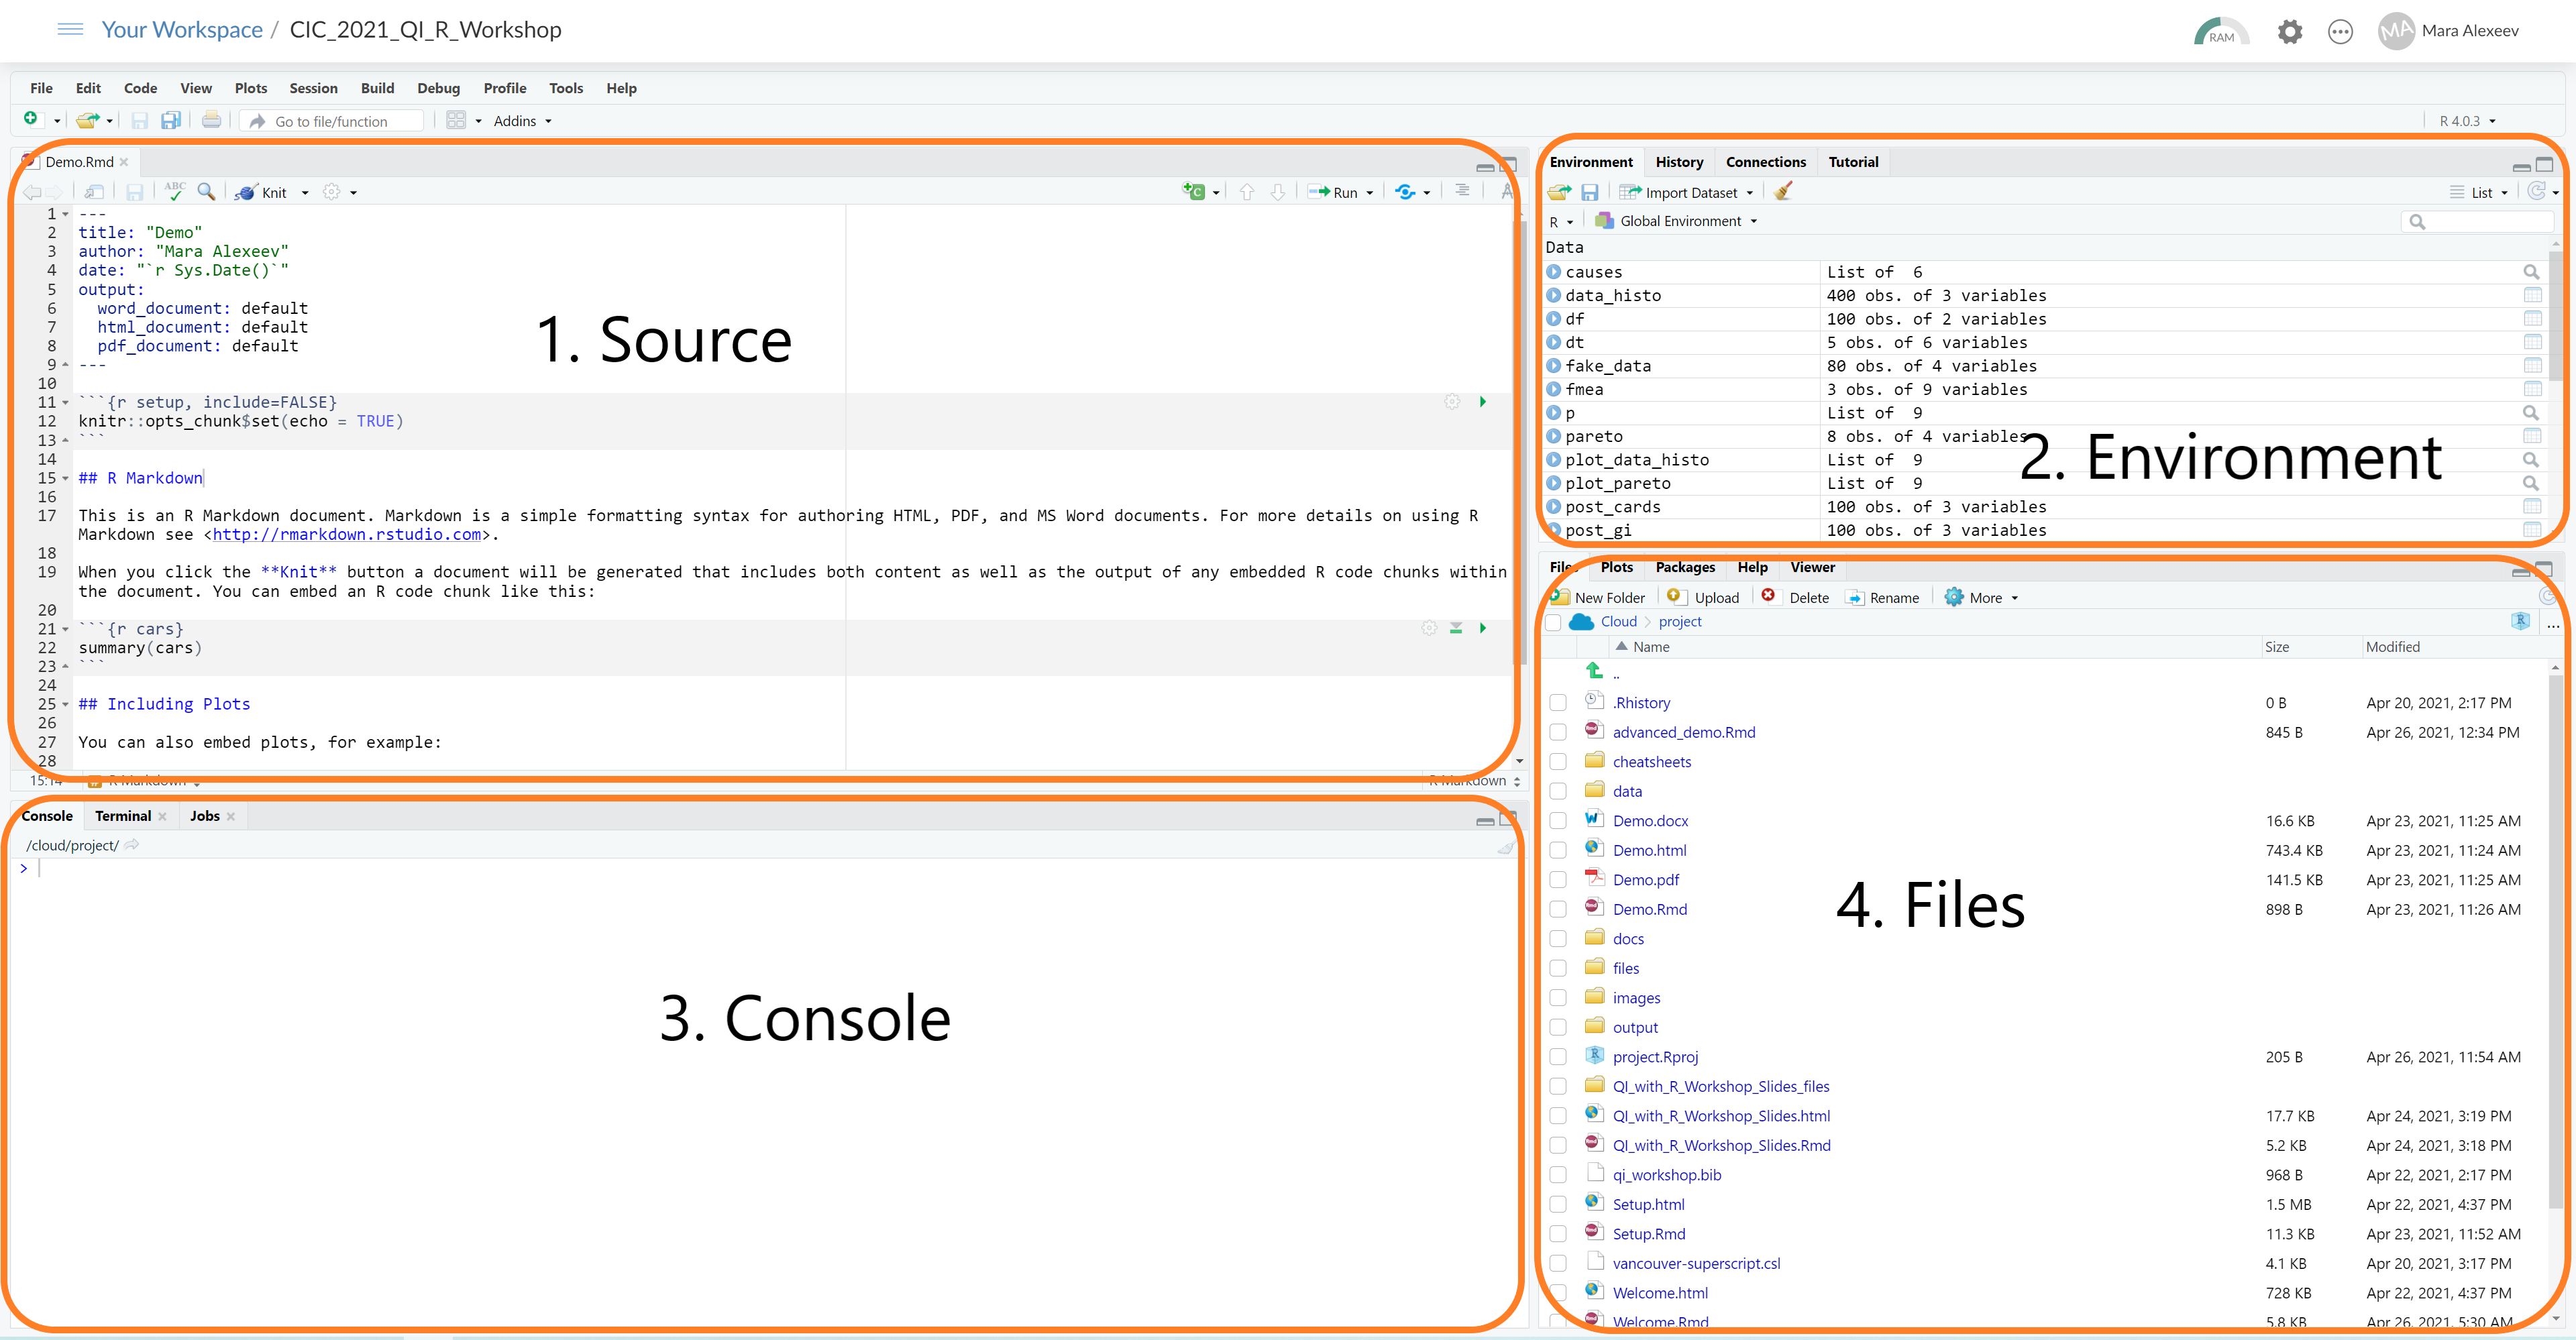 Your Workspace / CIC_2021_QI_R_Workshop
RAM
MA Mara Alexeev
File Edit Code View Plots Session Build Debug Profile Tools Help
Go to file/function Addins R 4.0.3
Demo.Rmd
ABC Knit Run
1 ---
2 title: "Demo"
3 author: "Mara Alexeev"
4 date: "`r Sys.Date()`"
5 output:
6 word_document: default
7 html_document: default
8 pdf_document: default
9 ---
10
11 ```{r setup, include=FALSE}
12 knitr::opts_chunk$set(echo = TRUE)
13 ```
14
15 ## R Markdown
16
17 This is an R Markdown document. Markdown is a simple formatting syntax for authoring HTML, PDF, and MS Word documents. For more details on using R
Markdown see <http://rmarkdown.rstudio.com>.
18
19 When you click the **Knit** button a document will be generated that includes both content as well as the output of any embedded R code chunks within
the document. You can embed an R code chunk like this:
20
21 ```{r cars}
22 summary(cars)
23 ```
24
25 ## Including Plots
26
27 You can also embed plots, for example:
28
15:14 R Markdown R Markdown
1. Source
Environment History Connections Tutorial
Import Dataset List
R Global Environment
Data
causes List of 6
data_histo 400 obs. of 3 variables
df 100 obs. of 2 variables
dt 5 obs. of 6 variables
fake_data 80 obs. of 4 variables
fmea 3 obs. of 9 variables
p List of 9
pareto 8 obs. of 4 variables
plot_data_histo List of 9
plot_pareto List of 9
post_cards 100 obs. of 3 variables
post_gi 100 obs. of 3 variables
2. Environment
Console Terminal Jobs
/cloud/project/
>
3. Console
Files Plots Packages Help Viewer
New Folder Upload Delete Rename More
Cloud project ...
Name Size Modified
..
.Rhistory 0 B Apr 20, 2021, 2:17 PM
advanced_demo.Rmd 845 B Apr 26, 2021, 12:34 PM
cheatsheets
data
Demo.docx 16.6 KB Apr 23, 2021, 11:25 AM
Demo.html 743.4 KB Apr 23, 2021, 11:24 AM
Demo.pdf 141.5 KB Apr 23, 2021, 11:25 AM
Demo.Rmd 898 B Apr 23, 2021, 11:26 AM
docs
files
images
output
project.Rproj 205 B Apr 26, 2021, 11:54 AM
QI_with_R_Workshop_Slides_files
QI_with_R_Workshop_Slides.html 17.7 KB Apr 24, 2021, 3:19 PM
QI_with_R_Workshop_Slides.Rmd 5.2 KB Apr 24, 2021, 3:18 PM
qi_workshop.bib 968 B Apr 22, 2021, 2:17 PM
Setup.html 1.5 MB Apr 22, 2021, 4:37 PM
Setup.Rmd 11.3 KB Apr 23, 2021, 11:52 AM
vancouver-superscript.csl 4.1 KB Apr 20, 2021, 3:17 PM
Welcome.html 728 KB Apr 22, 2021, 4:37 PM
Welcome.Rmd 5.8 KB Apr 26, 2021, 5:30 AM
4. Files